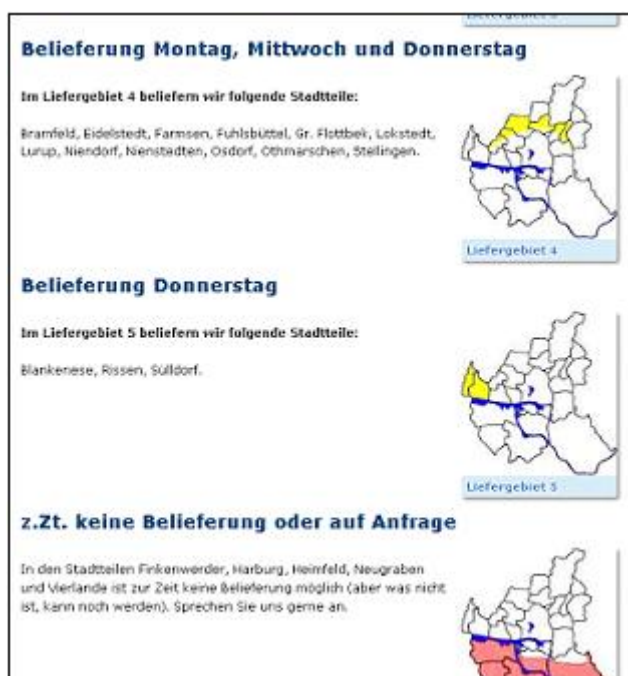 Liefergebiet 3
Belieferung Montag, Mittwoch und Donnerstag
Im Liefergebiet 4 beliefern wir folgende Stadtteile:
Bramfeld, Eidelstedt, Farmsen, Fuhlsbüttel, Gr. Flottbek, Lokstedt,
Lurup, Niendorf, Nienstedten, Osdorf, Othmarschen, Stellingen.
Liefergebiet 4
Belieferung Donnerstag
Im Liefergebiet 5 beliefern wir folgende Stadtteile:
Blankenese, Rissen, Sülldorf.
Liefergebiet 5
z.Zt. keine Belieferung oder auf Anfrage
In den Stadtteilen Finkenwerder, Harburg, Heimfeld, Neugraben
und Vierlande ist zur Zeit keine Belieferung möglich (aber was nicht
ist, kann noch werden). Sprechen Sie uns gerne an.